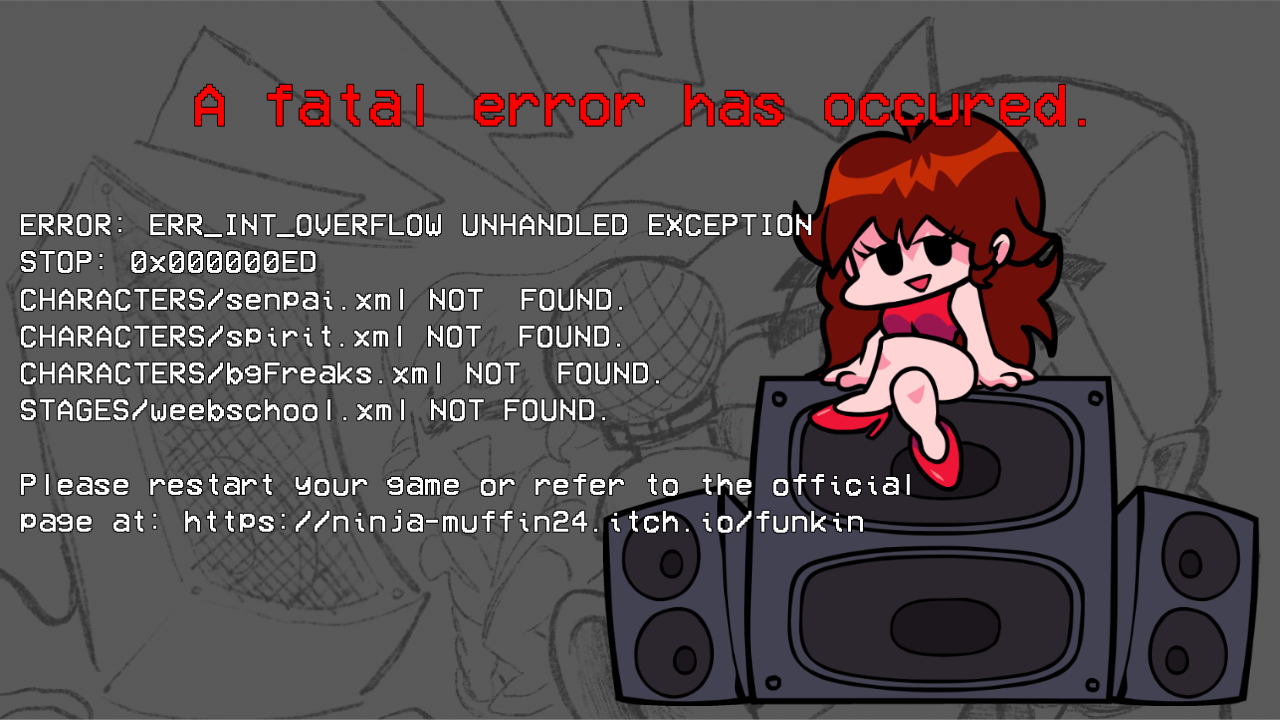 A fatal error has occured.
ERROR: ERR_INT_OVERFLOW UNHANDLED EXCEPTION
STOP: 0x000000ED
CHARACTERS/senpai.xml NOT  FOUND.
CHARACTERS/spirit.xml NOT  FOUND.
CHARACTERS/bgFreaks.xml NOT  FOUND.
STAGES/weebschool.xml NOT FOUND.
Please restart your game or refer to the official
page at: https://ninja-muffin24.itch.io/funkin